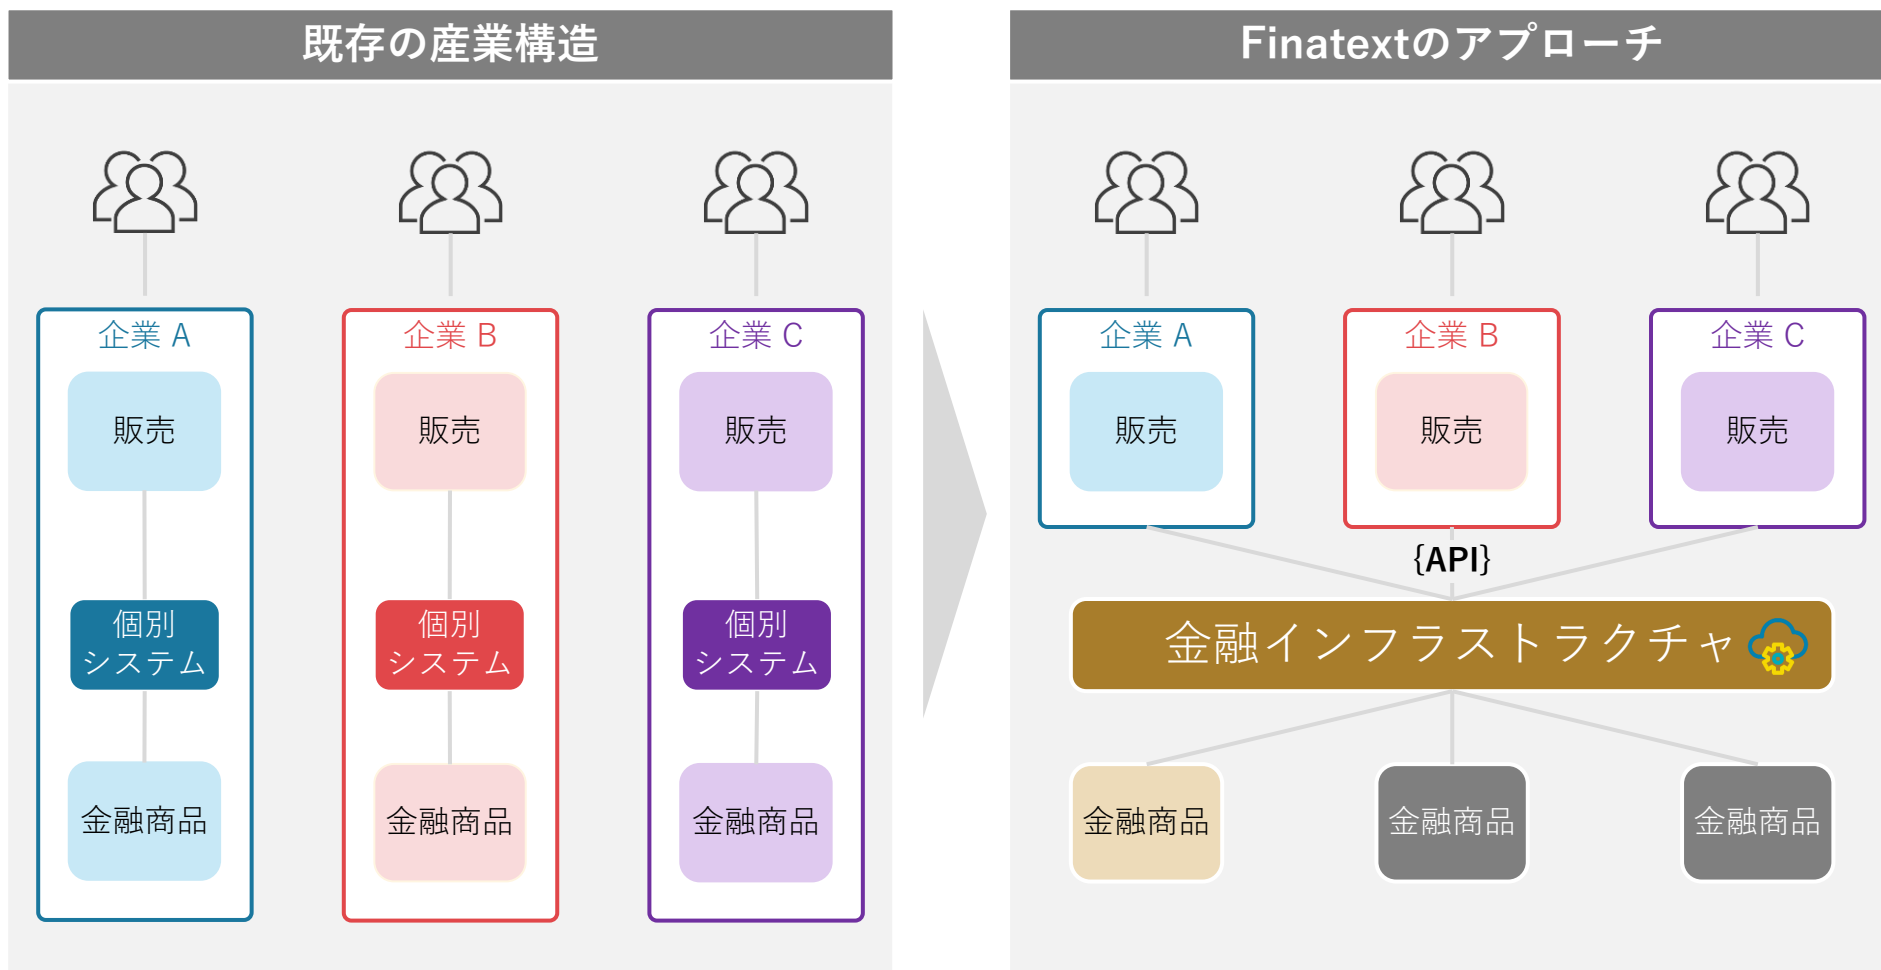 既存の産業構造
企業 A
企業 B
企業 C
販売
販売
販売
個別
システム
個別
システム
個別
システム
金融商品
金融商品
金融商品
Finatextのアプローチ
企業 A
企業 B
企業 C
販売
販売
販売
{API}
金融インフラストラクチャ
金融商品
金融商品
金融商品